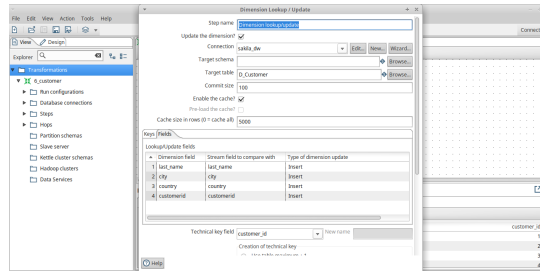 Dimension Lookup / Update
File Edit View Action Tools Help
Connect
View Design
Explorer
Transformations
6_customer
Run configurations
Database connections
Steps
Hops
Partition schemas
Slave server
Kettle cluster schemas
Hadoop clusters
Data Services
Step name Dimension lookup/update
Update the dimension?
Connection sakila_dw Edit... New... Wizard...
Target schema Browse...
Target table D_Customer Browse...
Commit size 100
Enable the cache?
Pre-load the cache?
Cache size in rows (0 = cache all) 5000
Keys Fields
Lookup/Update fields
Dimension field Stream field to compare with Type of dimension update
1 last_name last_name Insert
2 city city Insert
3 country country Insert
4 customerid customerid Insert
Technical key field customer_id New name
Creation of technical key
Use table maximum + 1
Help
customer_id
1
2
3
4